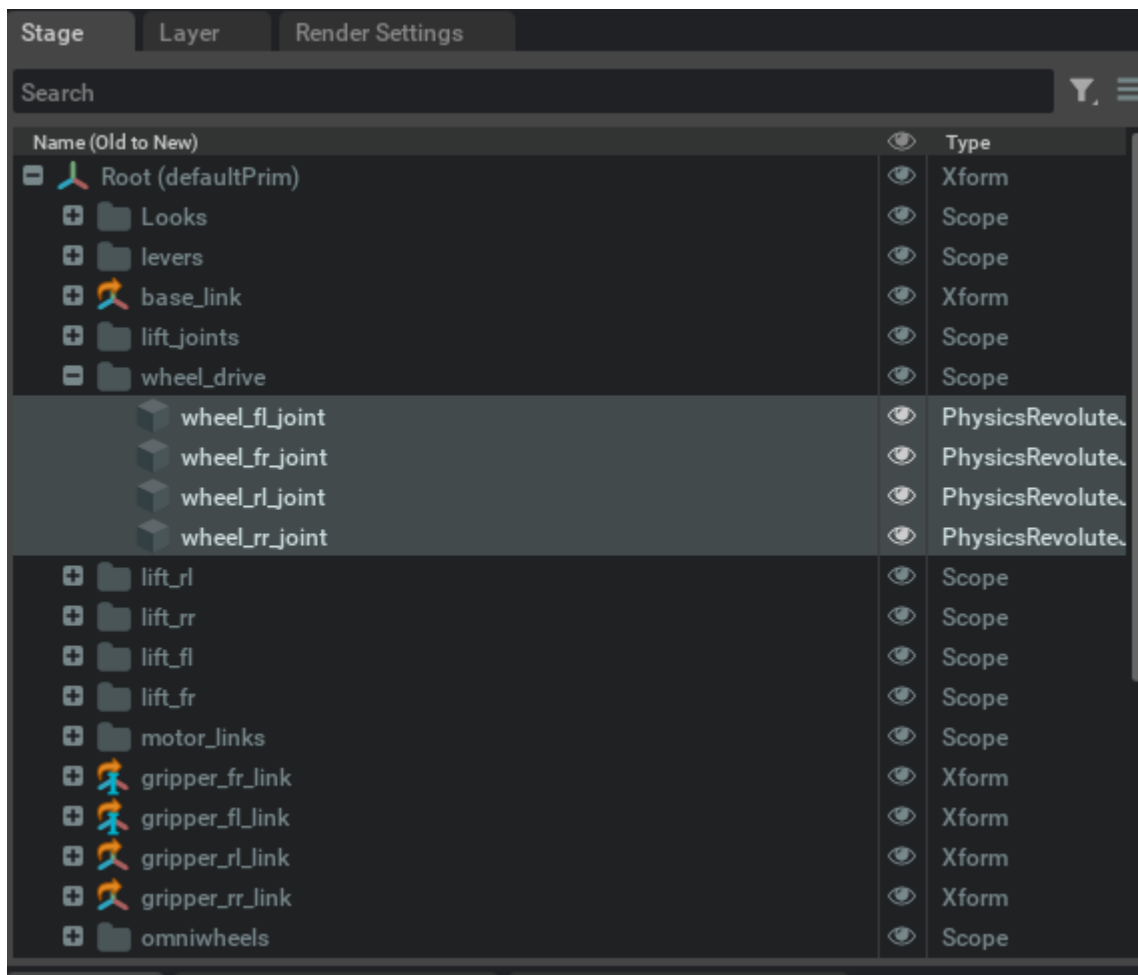 Stage Layer Render Settings
Search
Name (Old to New) Type
Root (defaultPrim) Xform
Looks Scope
levers Scope
base_link Xform
lift_joints Scope
wheel_drive Scope
wheel_fl_joint PhysicsRevolute
wheel_fr_joint PhysicsRevolute
wheel_rl_joint PhysicsRevolute
wheel_rr_joint PhysicsRevolute
lift_rl Scope
lift_rr Scope
lift_fl Scope
lift_fr Scope
motor_links Scope
gripper_fr_link Xform
gripper_fl_link Xform
gripper_rl_link Xform
gripper_rr_link Xform
omniwheels Scope